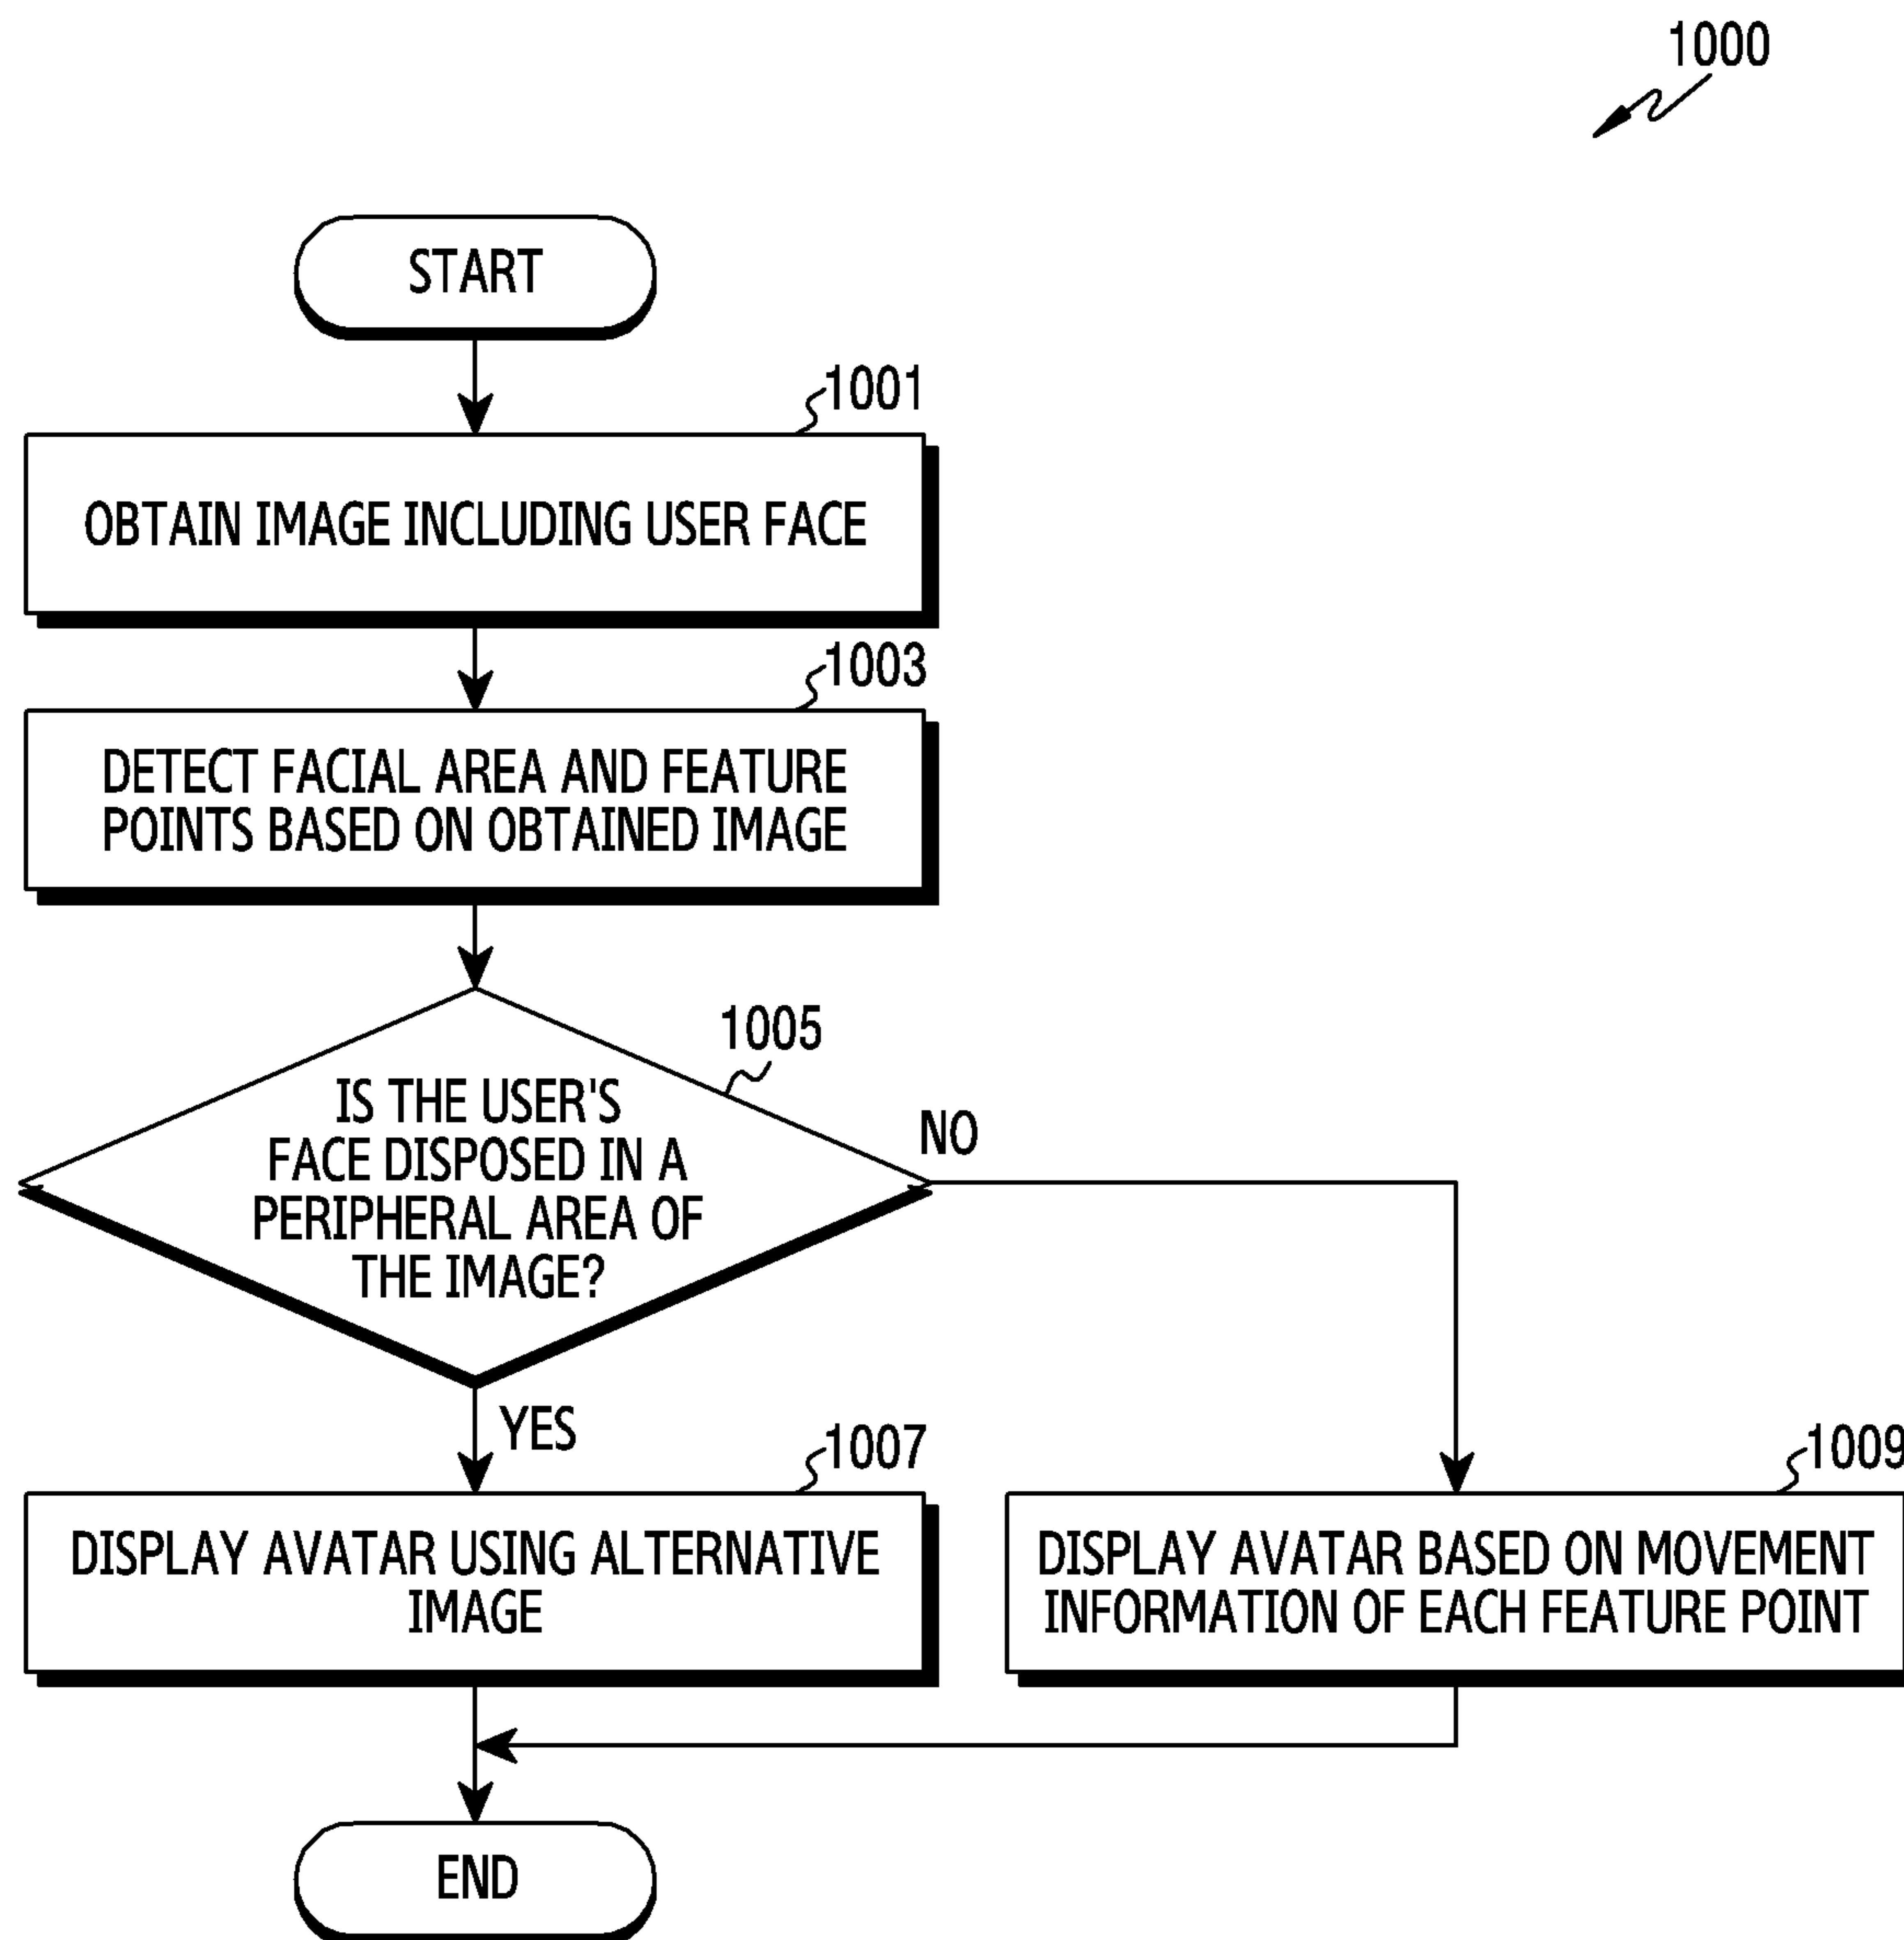 1000
START
1001
OBTAIN IMAGE INCLUDING USER FACE
1003
DETECT FACIAL AREA AND FEATURE
POINTS BASED ON OBTAINED IMAGE
1005
IS THE USER'S
FACE DISPOSED IN A
PERIPHERAL AREA OF
THE IMAGE?
NO
YES
1007
DISPLAY AVATAR USING ALTERNATIVE
IMAGE
1009
DISPLAY AVATAR BASED ON MOVEMENT
INFORMATION OF EACH FEATURE POINT
END